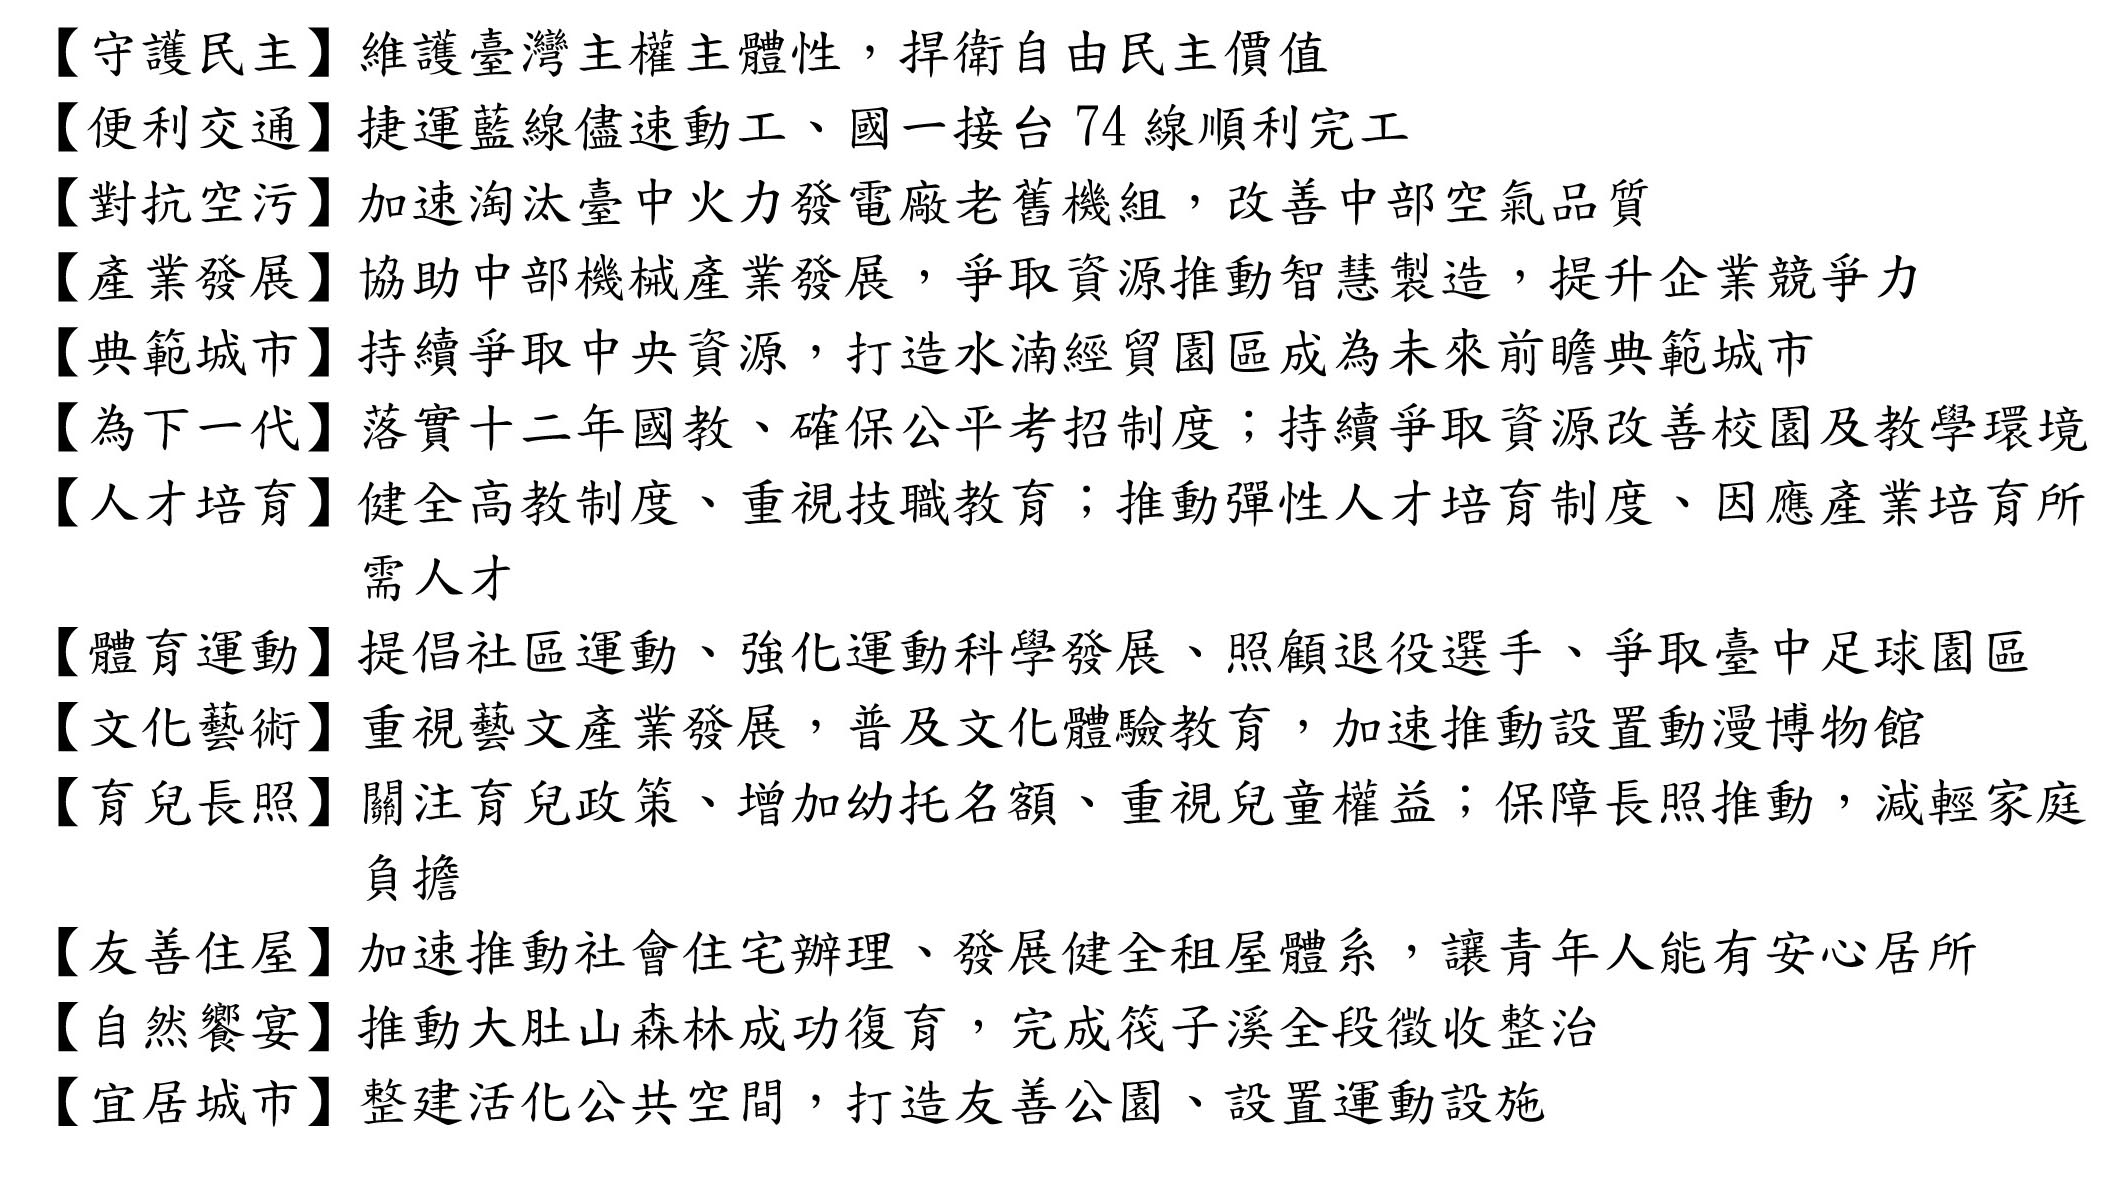 【守護民主】維護臺灣主權主體性，捍衛自由民主價值
【便利交通】捷運藍線儘速動工、國一接台 74 線順利完工
【對抗空污】加速淘汰臺中火力發電廠老舊機組，改善中部空氣品質
【產業發展】協助中部機械產業發展，爭取資源推動智慧製造，提升企業競爭力
【典範城市】持續爭取中央資源，打造水湳經貿園區成為未來前瞻典範城市
【為下一代】落實十二年國教、確保公平考招制度；持續爭取資源改善校園及教學環境
【人才培育】健全高教制度、重視技職教育；推動彈性人才培育制度、因應產業培育所
需人才
【體育運動】提倡社區運動、強化運動科學發展、照顧退役選手、爭取臺中足球園區
【文化藝術】重視藝文產業發展，普及文化體驗教育，加速推動設置動漫博物館
【育兒長照】關注育兒政策、增加幼托名額、重視兒童權益；保障長照推動，減輕家庭
負擔
【友善住屋】加速推動社會住宅辦理、發展健全租屋體系，讓青年人能有安心居所
【自然饗宴】推動大肚山森林成功復育，完成筏子溪全段徵收整治
【宜居城市】整建活化公共空間，打造友善公園、設置運動設施